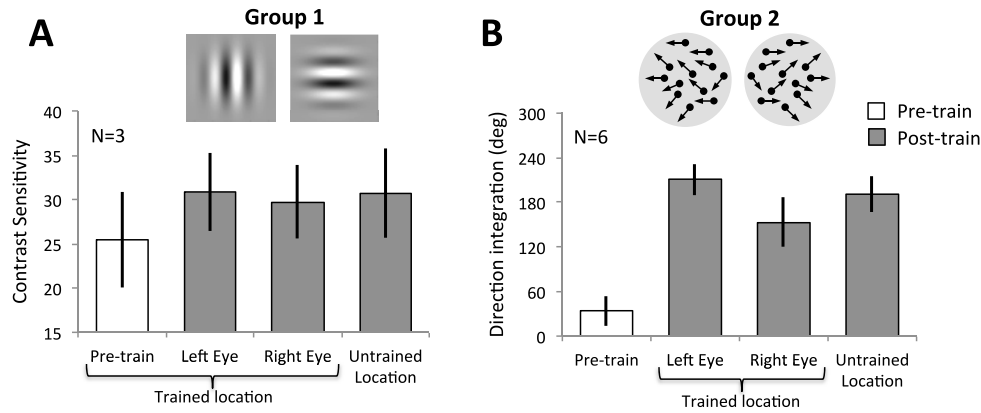 A
Group 1
N=3
Contrast Sensitivity
40
35
30
25
20
15
Pre-train
Left Eye
Right Eye
Untrained
Location
Trained location
B
Group 2
N=6
Pre-train
Post-train
Direction integration (deg)
300
240
180
120
60
0
Pre-train
Left Eye
Right Eye
Untrained
Location
Trained location